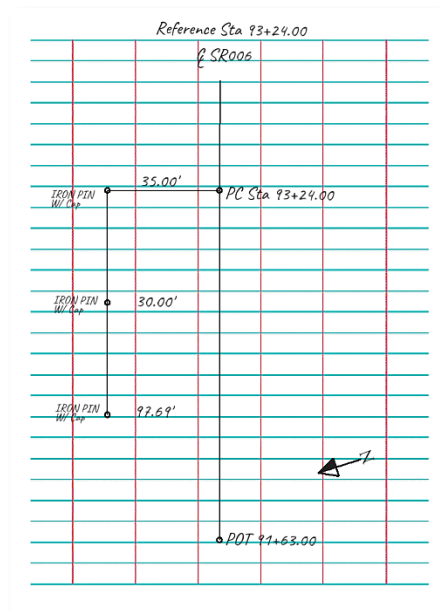 Reference Sta 93+24.00
℄ SR006
35.00'
IRON PIN
W/ Cap
PC Sta 93+24.00
IRON PIN
W/ Cap
30.00'
IRON PIN
W/ Cap
97.69'
N
POT 91+63.00